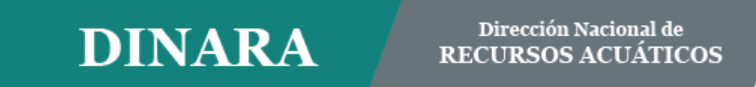 DINARA
Dirección Nacional de
RECURSOS ACUÁTICOS